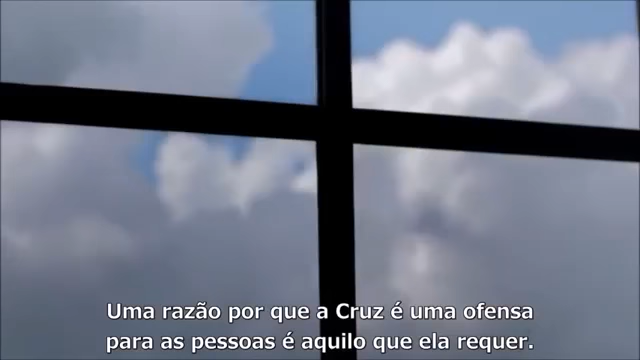 Uma razão por que a Cruz é uma ofensa
para as pessoas é aquilo que ela requer.